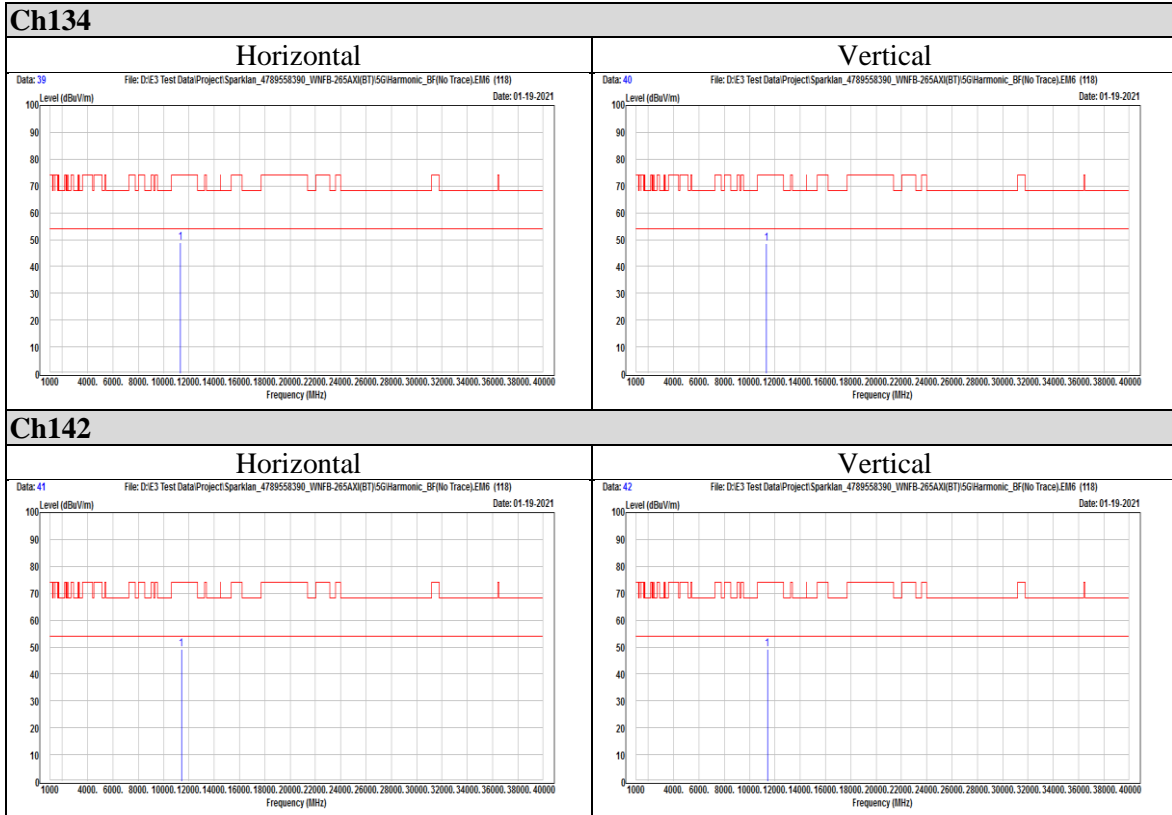 Ch134
Horizontal Vertical
Data: 39 File: D:\E3 Test Data\Project\Sparklan_4789558390_WNFB-265AXI(BT)\5G\Harmonic_BF(No Trace).EM6 (118)
Level (dBuV/m) Date: 01-19-2021
100
90
80
70
60
50
40
30
20
10
0
1
1000 4000. 6000. 8000. 10000. 12000. 14000. 16000. 18000. 20000. 22000. 24000. 26000. 28000. 30000. 32000. 34000. 36000. 38000. 40000
Frequency (MHz)
Data: 40 File: D:\E3 Test Data\Project\Sparklan_4789558390_WNFB-265AXI(BT)\5G\Harmonic_BF(No Trace).EM6 (118)
Level (dBuV/m) Date: 01-19-2021
100
90
80
70
60
50
40
30
20
10
0
1
1000 4000. 6000. 8000. 10000. 12000. 14000. 16000. 18000. 20000. 22000. 24000. 26000. 28000. 30000. 32000. 34000. 36000. 38000. 40000
Frequency (MHz)
Ch142
Horizontal Vertical
Data: 41 File: D:\E3 Test Data\Project\Sparklan_4789558390_WNFB-265AXI(BT)\5G\Harmonic_BF(No Trace).EM6 (118)
Level (dBuV/m) Date: 01-19-2021
100
90
80
70
60
50
40
30
20
10
0
1
1000 4000. 6000. 8000. 10000. 12000. 14000. 16000. 18000. 20000. 22000. 24000. 26000. 28000. 30000. 32000. 34000. 36000. 38000. 40000
Frequency (MHz)
Data: 42 File: D:\E3 Test Data\Project\Sparklan_4789558390_WNFB-265AXI(BT)\5G\Harmonic_BF(No Trace).EM6 (118)
Level (dBuV/m) Date: 01-19-2021
100
90
80
70
60
50
40
30
20
10
0
1
1000 4000. 6000. 8000. 10000. 12000. 14000. 16000. 18000. 20000. 22000. 24000. 26000. 28000. 30000. 32000. 34000. 36000. 38000. 40000
Frequency (MHz)